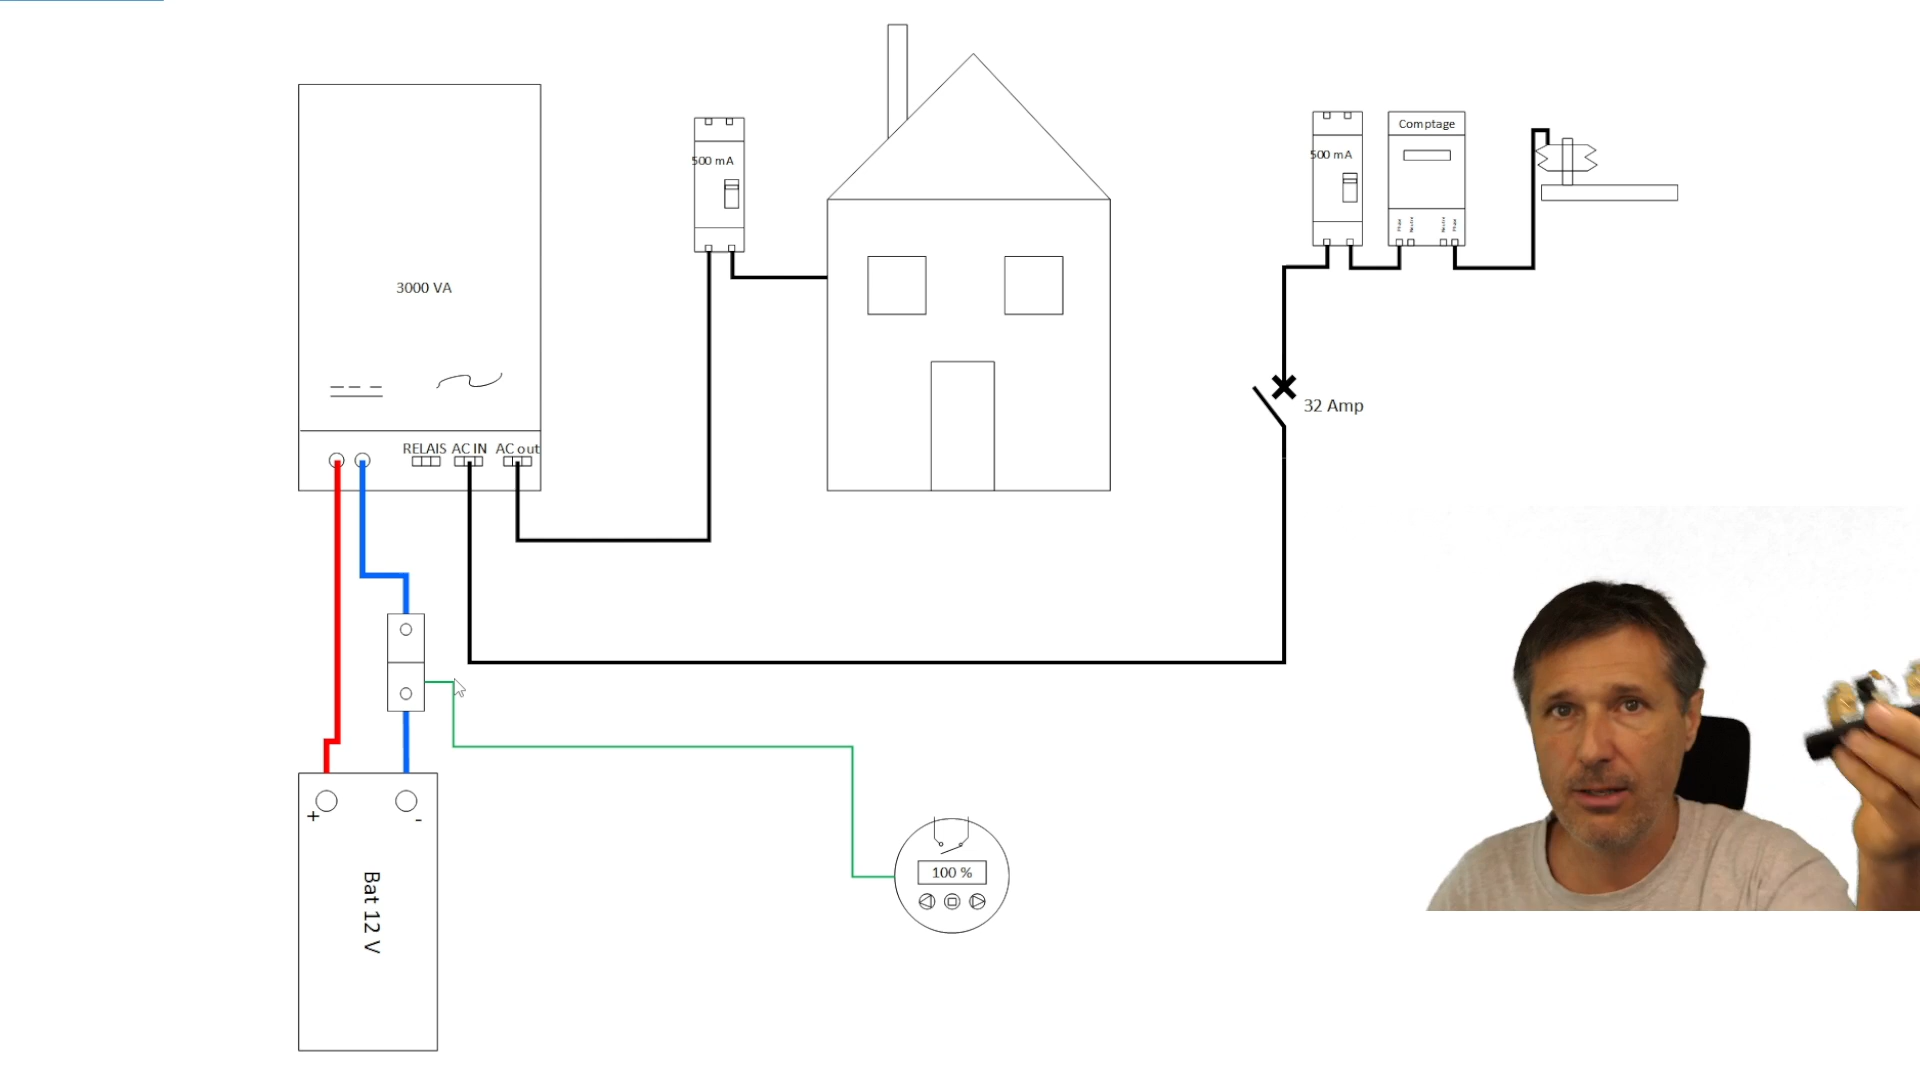 Comptage
500 mA
500 mA
3000 VA
32 Amp
RELAIS AC IN AC out
+ -
100 %
Bat 12 V